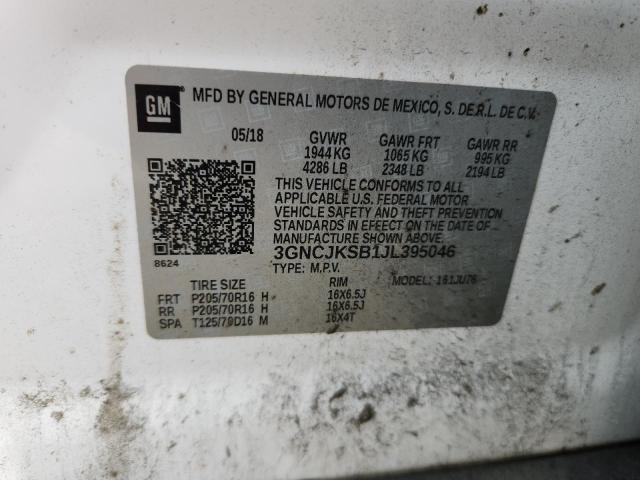 GM MFD BY GENERAL MOTORS DE MEXICO, S. DE.R.L. DE C.V.
05/18 GVWR GAWR FRT GAWR RR
1944 KG 1065 KG 995 KG
4286 LB 2348 LB 2194 LB
THIS VEHICLE CONFORMS TO ALL
APPLICABLE U.S. FEDERAL MOTOR
VEHICLE SAFETY AND THEFT PREVENTION
STANDARDS IN EFFECT ON THE DATE OF
MANUFACTURE SHOWN ABOVE.
8624 3GNCJKSB1JL395046
TYPE: M.P.V. MODEL: 161JU76
TIRE SIZE RIM
FRT P205/70R16 H 16X6.5J
RR P205/70R16 H 16X6.5J
SPA T125/70D16 M 16X4T